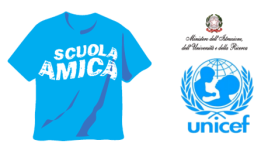 SCUOLA
AMICA
Ministero dell'Istruzione,
dell'Università e della Ricerca
unicef